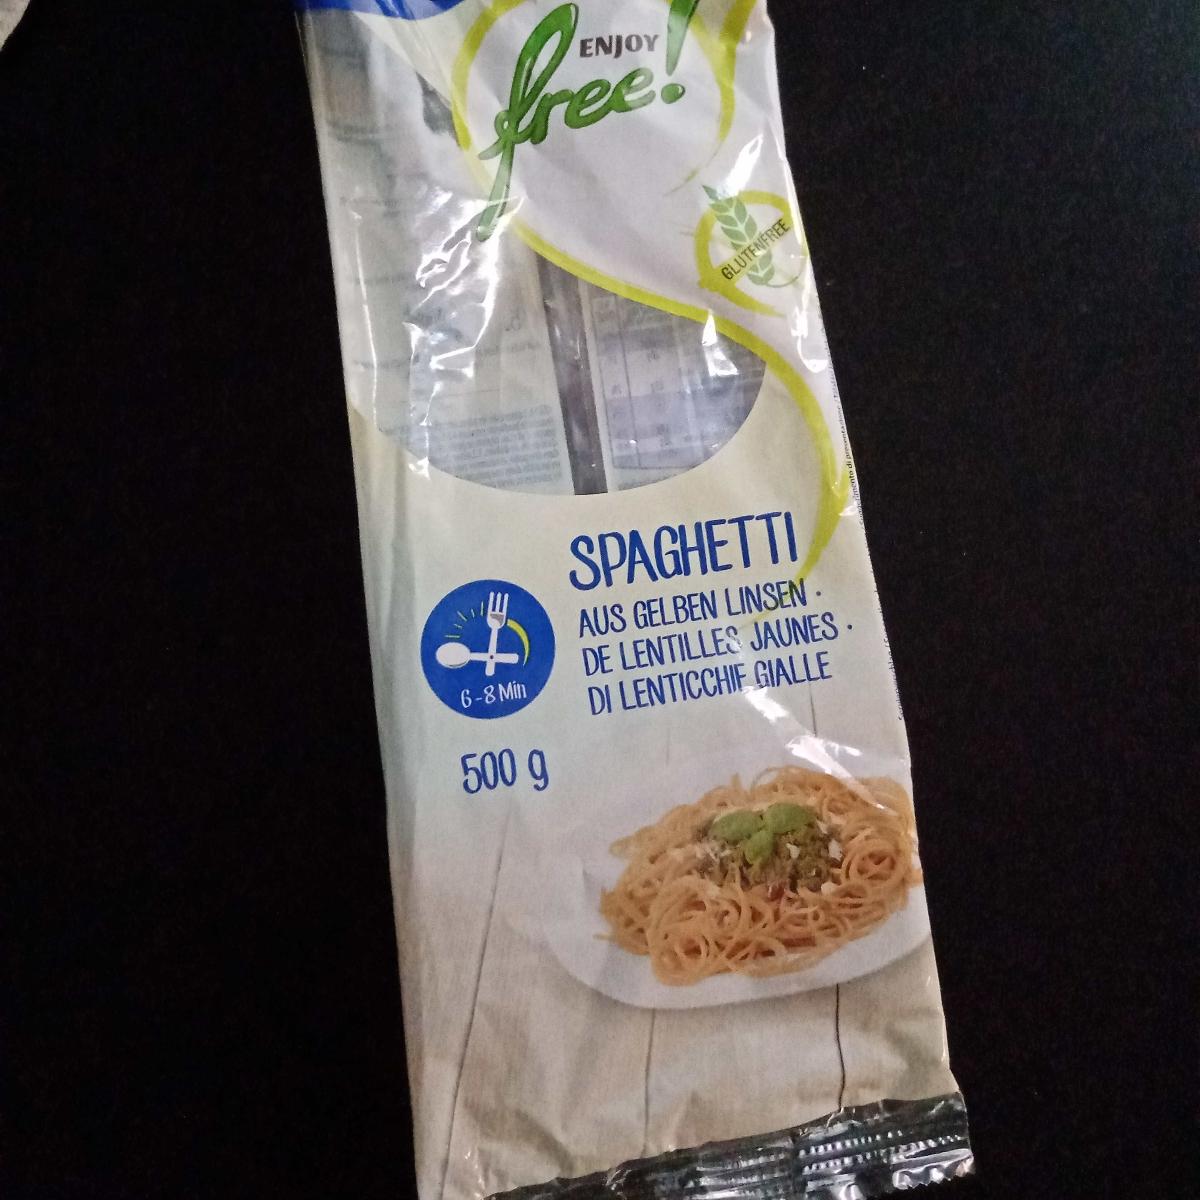 ENJOY
free!
GLUTENFREE
SPAGHETTI
AUS GELBEN LINSEN ·
DE LENTILLES JAUNES ·
DI LENTICCHIE GIALLE
6-8 Min
500 g